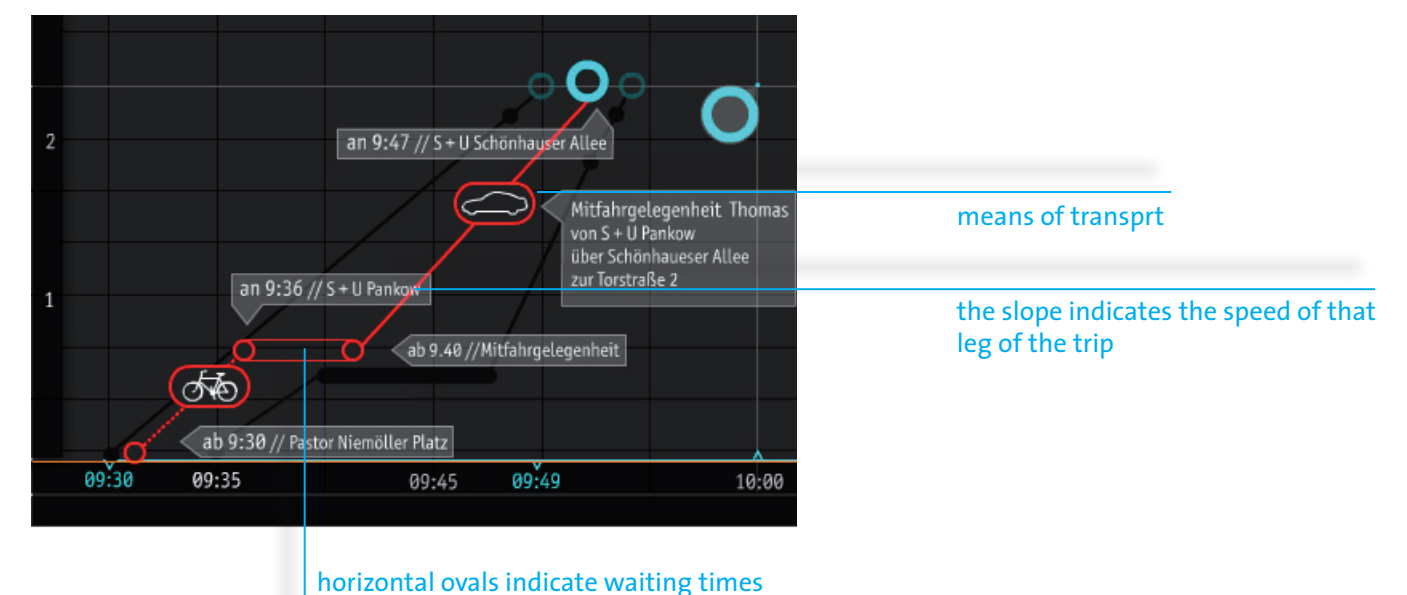 2
an 9:47 // S + U Schönhauser Allee
Mitfahrgelegenheit Thomas
von S + U Pankow
über Schönhaueser Allee
zur Torstraße 2
means of transprt
1
an 9:36 // S + U Pankow
the slope indicates the speed of that
leg of the trip
ab 9.40 //Mitfahrgelegenheit
ab 9:30 // Pastor Niemöller Platz
09:30 09:35 09:45 09:49 10:00
horizontal ovals indicate waiting times